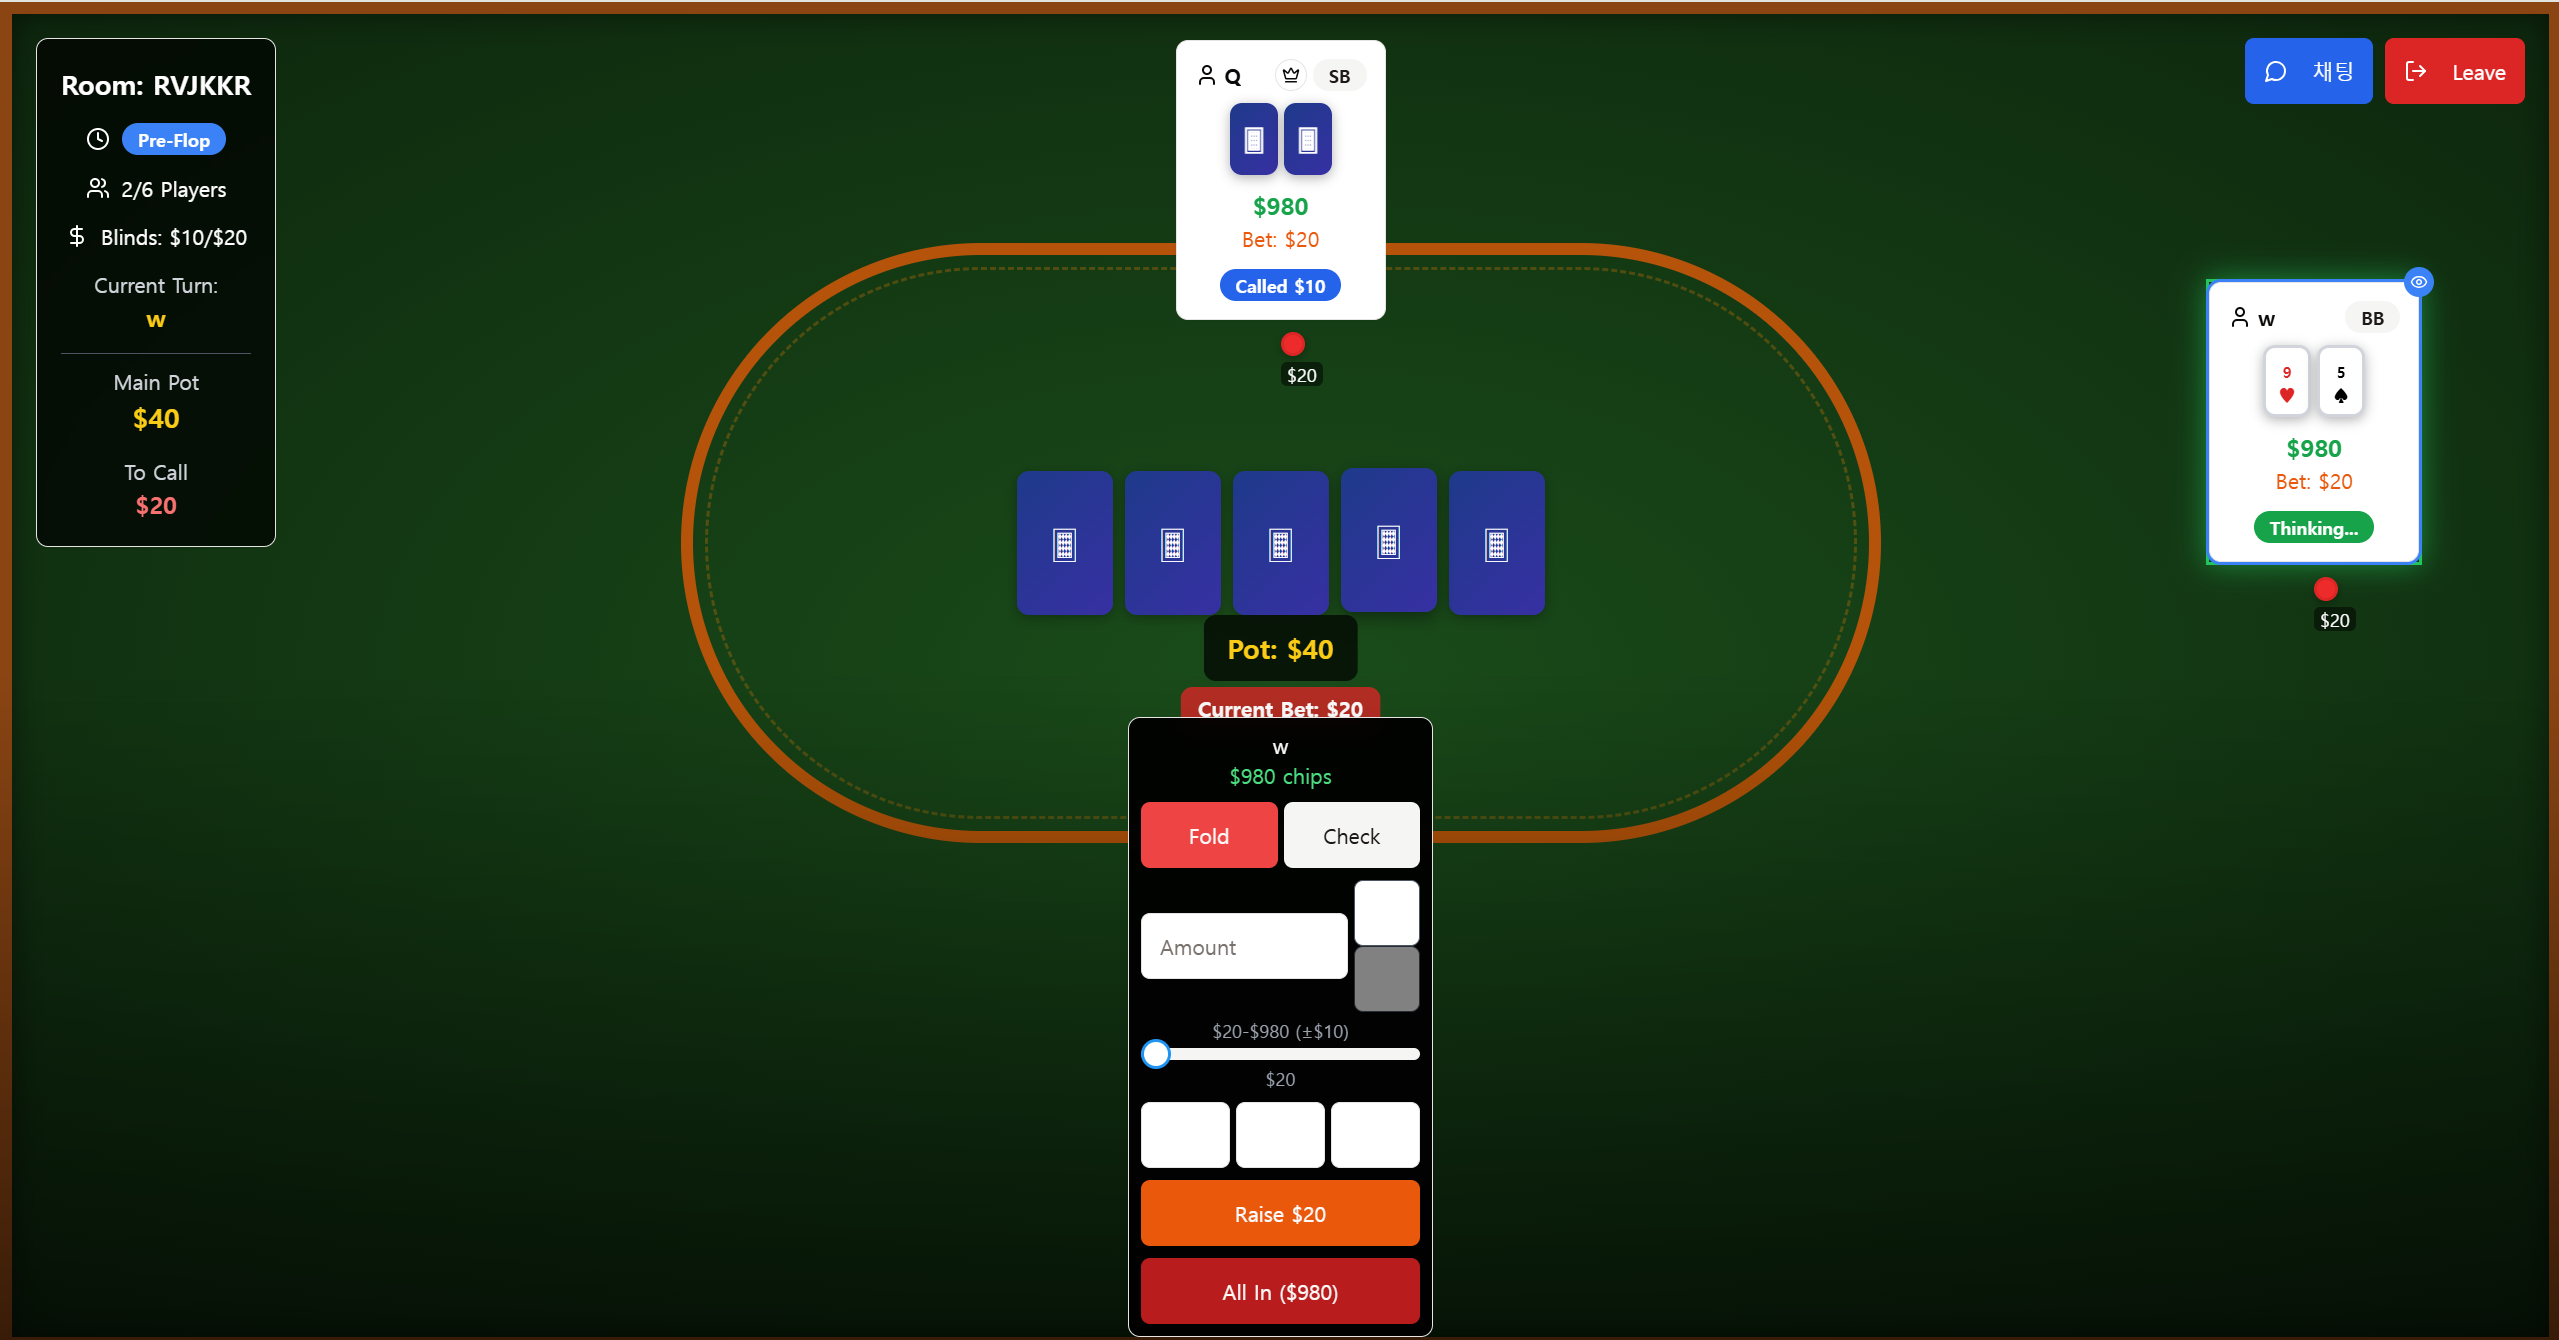 Room: RVJKKR
Pre-Flop
2/6 Players
Blinds: $10/$20
Current Turn:
w
Main Pot
$40
To Call
$20
Q
SB
$980
Bet: $20
Called $10
$20
채팅
Leave
w
BB
9
♥
5
♠
$980
Bet: $20
Thinking...
$20
Pot: $40
Current Bet: $20
w
$980 chips
Fold
Check
Amount
$20-$980 (±$10)
$20
Raise $20
All In ($980)